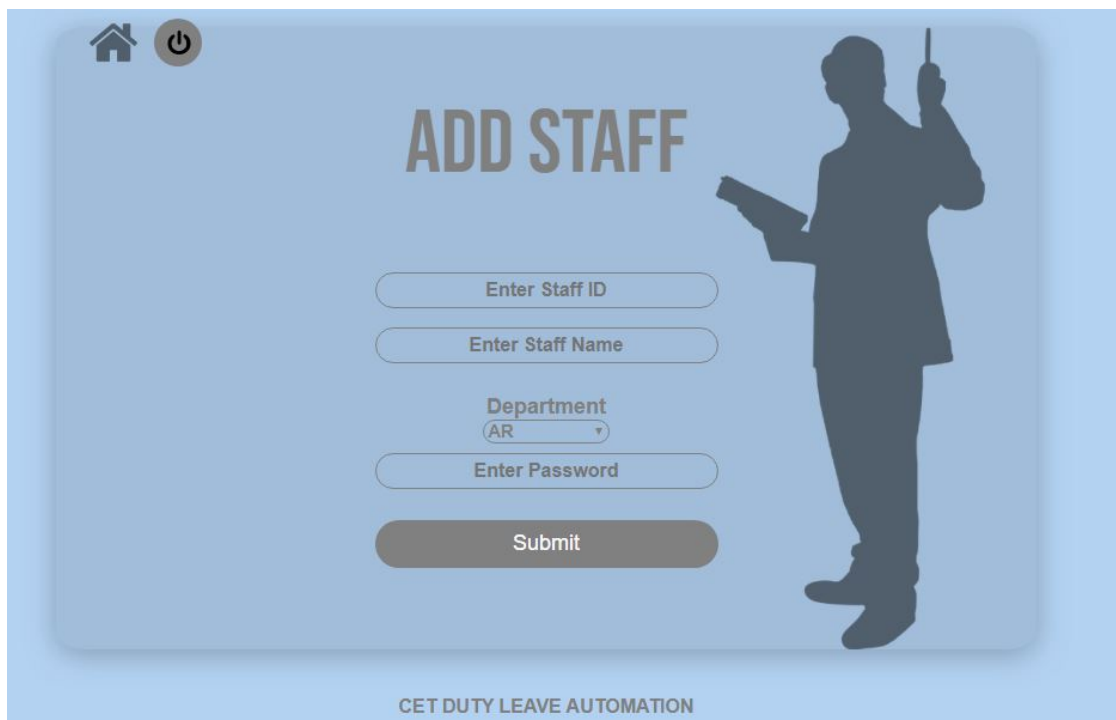 ADD STAFF
Enter Staff ID
Enter Staff Name
Department
AR
Enter Password
Submit
CET DUTY LEAVE AUTOMATION